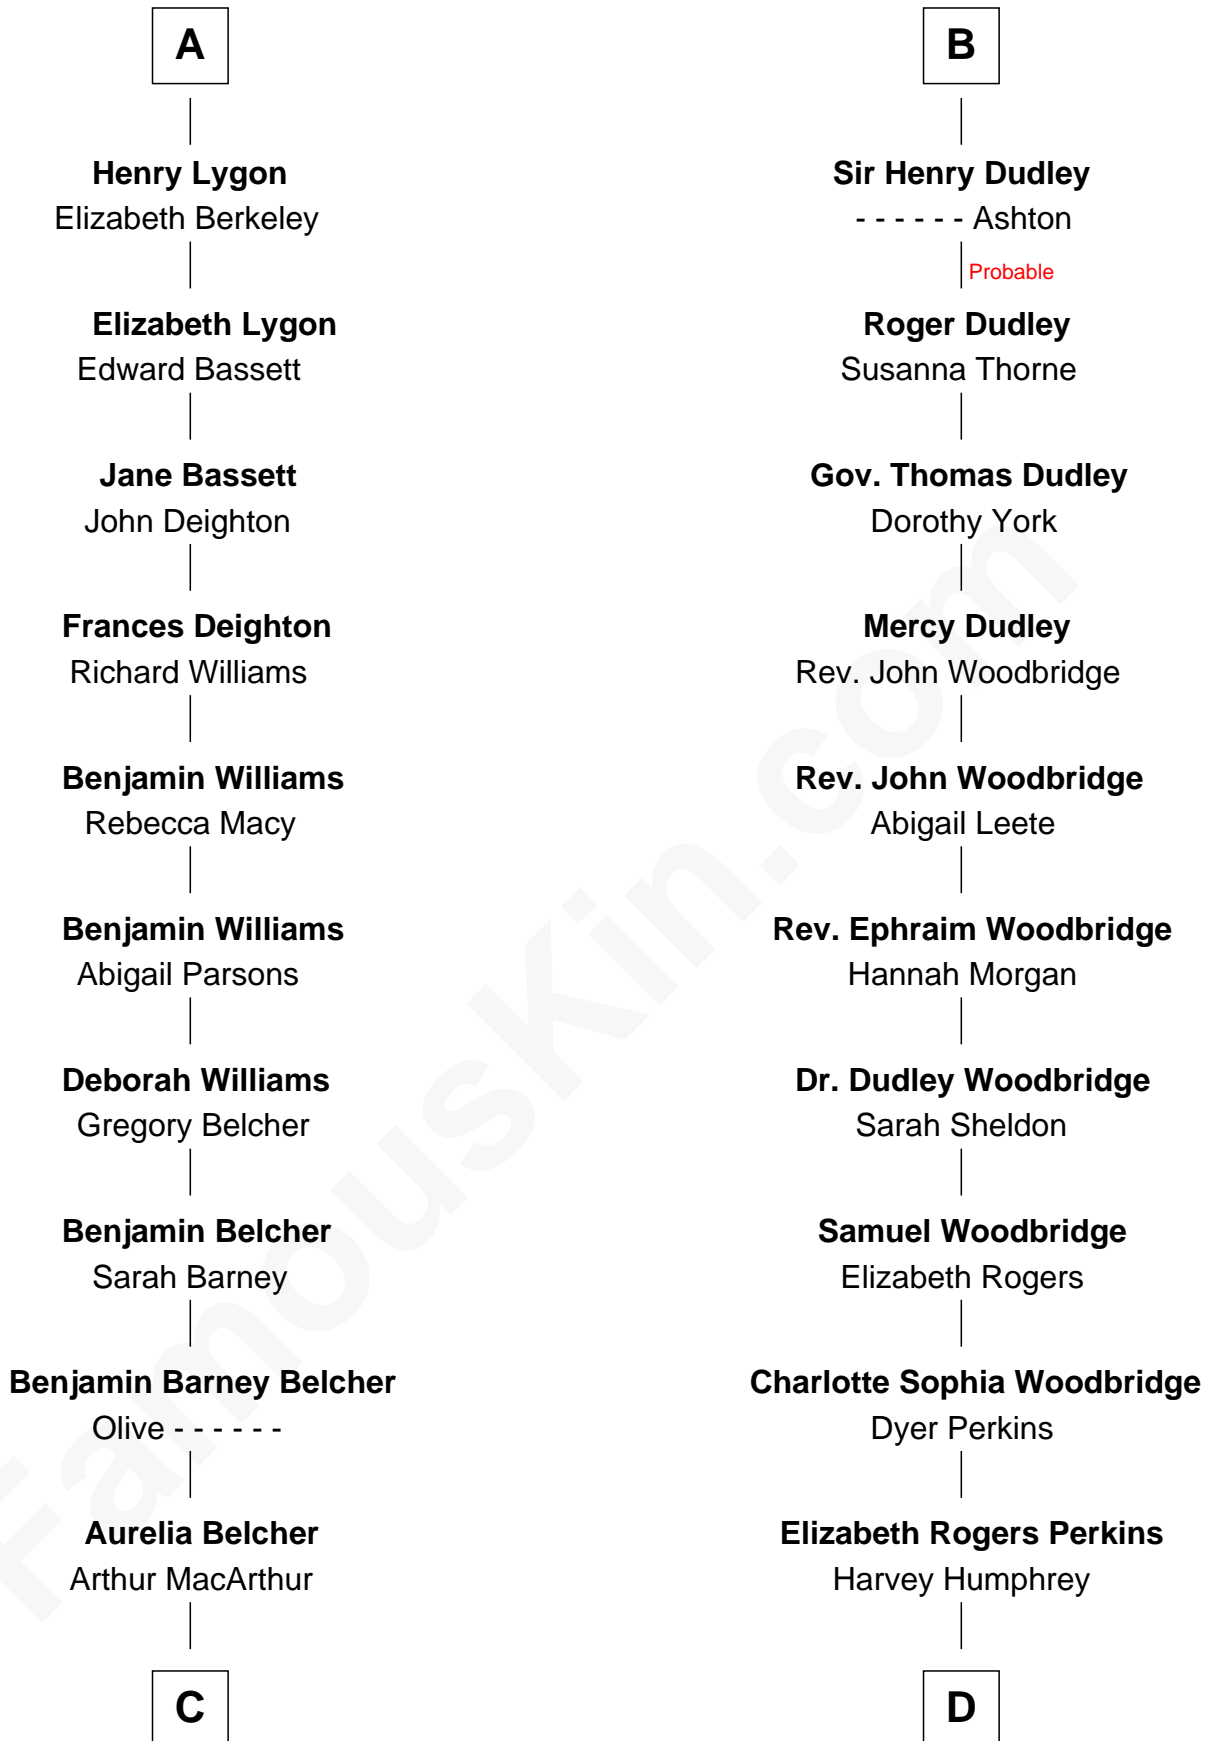 A
Henry Lygon
Elizabeth Berkeley
Elizabeth Lygon
Edward Bassett
Jane Bassett
John Deighton
Frances Deighton
Richard Williams
Benjamin Williams
Rebecca Macy
Benjamin Williams
Abigail Parsons
Deborah Williams
Gregory Belcher
Benjamin Belcher
Sarah Barney
Benjamin Barney Belcher
Olive - - - - - -
Aurelia Belcher
Arthur MacArthur
C
B
Sir Henry Dudley
- - - - - - Ashton
Probable
Roger Dudley
Susanna Thorne
Gov. Thomas Dudley
Dorothy York
Mercy Dudley
Rev. John Woodbridge
Rev. John Woodbridge
Abigail Leete
Rev. Ephraim Woodbridge
Hannah Morgan
Dr. Dudley Woodbridge
Sarah Sheldon
Samuel Woodbridge
Elizabeth Rogers
Charlotte Sophia Woodbridge
Dyer Perkins
Elizabeth Rogers Perkins
Harvey Humphrey
D
FamousKin.com